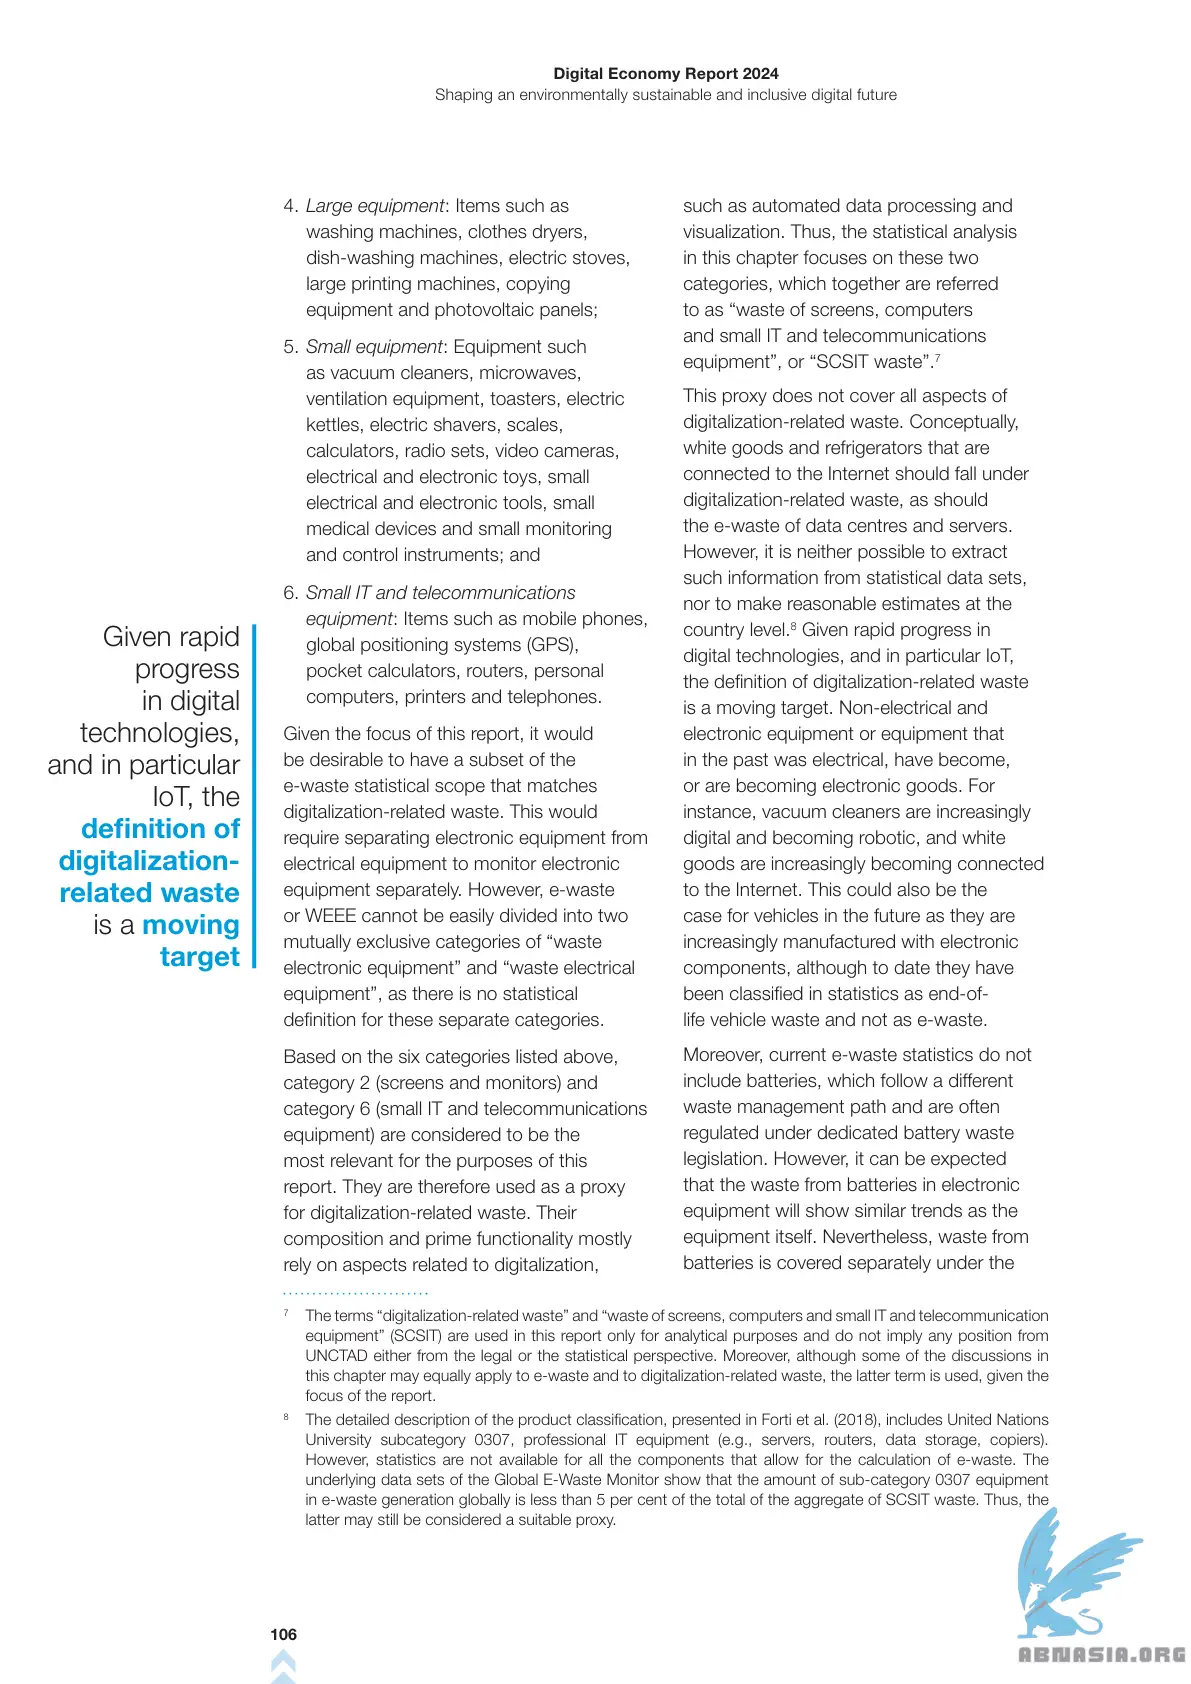 Digital Economy Report 2024
Shaping an environmentally sustainable and inclusive digital future
4. Large equipment: Items such as
washing machines, clothes dryers,
dish-washing machines, electric stoves,
large printing machines, copying
equipment and photovoltaic panels;
5. Small equipment: Equipment such
as vacuum cleaners, microwaves,
ventilation equipment, toasters, electric
kettles, electric shavers, scales,
calculators, radio sets, video cameras,
electrical and electronic toys, small
electrical and electronic tools, small
medical devices and small monitoring
and control instruments; and
6. Small IT and telecommunications
equipment: Items such as mobile phones,
global positioning systems (GPS),
pocket calculators, routers, personal
computers, printers and telephones.
Given the focus of this report, it would
be desirable to have a subset of the
e-waste statistical scope that matches
digitalization-related waste. This would
require separating electronic equipment from
electrical equipment to monitor electronic
equipment separately. However, e-waste
or WEEE cannot be easily divided into two
mutually exclusive categories of “waste
electronic equipment” and “waste electrical
equipment”, as there is no statistical
definition for these separate categories.
Based on the six categories listed above,
category 2 (screens and monitors) and
category 6 (small IT and telecommunications
equipment) are considered to be the
most relevant for the purposes of this
report. They are therefore used as a proxy
for digitalization-related waste. Their
composition and prime functionality mostly
rely on aspects related to digitalization,
such as automated data processing and
visualization. Thus, the statistical analysis
in this chapter focuses on these two
categories, which together are referred
to as “waste of screens, computers
and small IT and telecommunications
equipment”, or “SCSIT waste”.7
This proxy does not cover all aspects of
digitalization-related waste. Conceptually,
white goods and refrigerators that are
connected to the Internet should fall under
digitalization-related waste, as should
the e-waste of data centres and servers.
However, it is neither possible to extract
such information from statistical data sets,
nor to make reasonable estimates at the
country level.8 Given rapid progress in
digital technologies, and in particular IoT,
the definition of digitalization-related waste
is a moving target. Non-electrical and
electronic equipment or equipment that
in the past was electrical, have become,
or are becoming electronic goods. For
instance, vacuum cleaners are increasingly
digital and becoming robotic, and white
goods are increasingly becoming connected
to the Internet. This could also be the
case for vehicles in the future as they are
increasingly manufactured with electronic
components, although to date they have
been classified in statistics as end-of-
life vehicle waste and not as e-waste.
Moreover, current e-waste statistics do not
include batteries, which follow a different
waste management path and are often
regulated under dedicated battery waste
legislation. However, it can be expected
that the waste from batteries in electronic
equipment will show similar trends as the
equipment itself. Nevertheless, waste from
batteries is covered separately under the
Given rapid
progress
in digital
technologies,
and in particular
IoT, the
definition of
digitalization-
related waste
is a moving
target
7 The terms “digitalization-related waste” and “waste of screens, computers and small IT and telecommunication
equipment” (SCSIT) are used in this report only for analytical purposes and do not imply any position from
UNCTAD either from the legal or the statistical perspective. Moreover, although some of the discussions in
this chapter may equally apply to e-waste and to digitalization-related waste, the latter term is used, given the
focus of the report.
8 The detailed description of the product classification, presented in Forti et al. (2018), includes United Nations
University subcategory 0307, professional IT equipment (e.g., servers, routers, data storage, copiers).
However, statistics are not available for all the components that allow for the calculation of e-waste. The
underlying data sets of the Global E-Waste Monitor show that the amount of sub-category 0307 equipment
in e-waste generation globally is less than 5 per cent of the total of the aggregate of SCSIT waste. Thus, the
latter may still be considered a suitable proxy.
106
ABNASIA.ORG